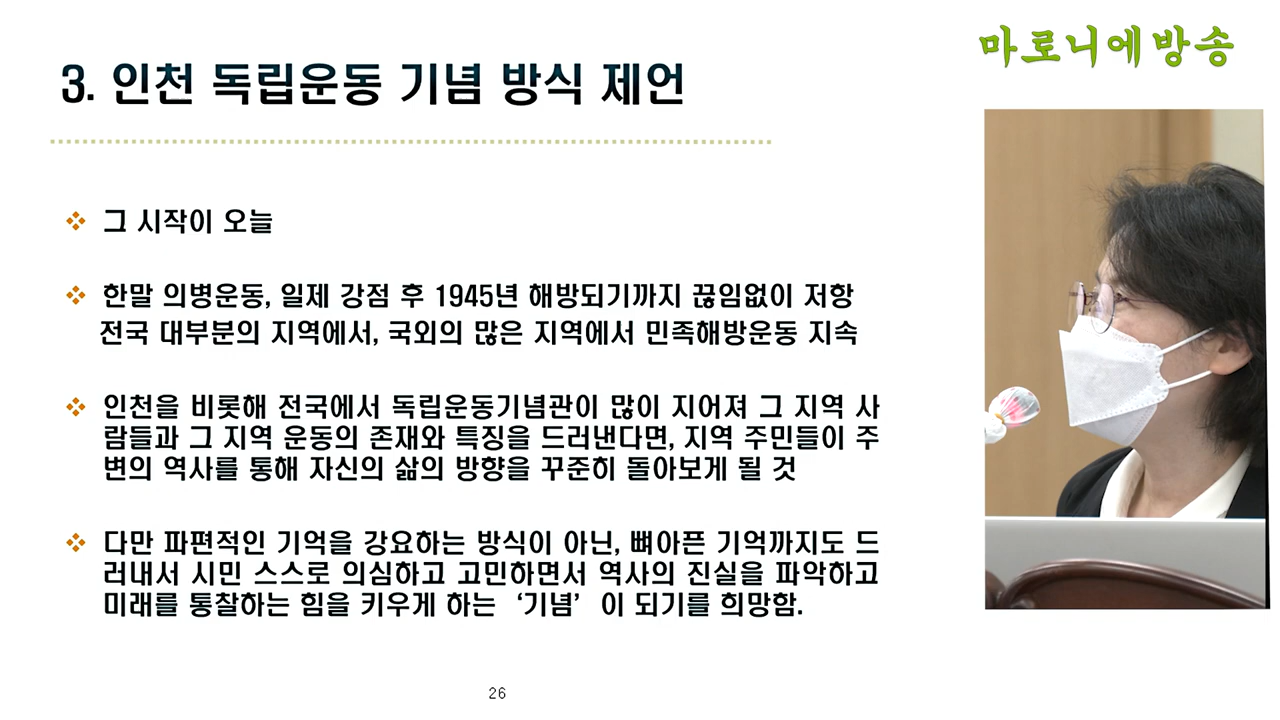 마로니에방송
3. 인천 독립운동 기념 방식 제언
❖ 그 시작이 오늘
❖ 한말 의병운동, 일제 강점 후 1945년 해방되기까지 끊임없이 저항
전국 대부분의 지역에서, 국외의 많은 지역에서 민족해방운동 지속
❖ 인천을 비롯해 전국에서 독립운동기념관이 많이 지어져 그 지역 사
람들과 그 지역 운동의 존재와 특징을 드러낸다면, 지역 주민들이 주
변의 역사를 통해 자신의 삶의 방향을 꾸준히 돌아보게 될 것
❖ 다만 파편적인 기억을 강요하는 방식이 아닌, 뼈아픈 기억까지도 드
러내서 시민 스스로 의심하고 고민하면서 역사의 진실을 파악하고
미래를 통찰하는 힘을 키우게 하는 ‘기념’이 되기를 희망함.
26